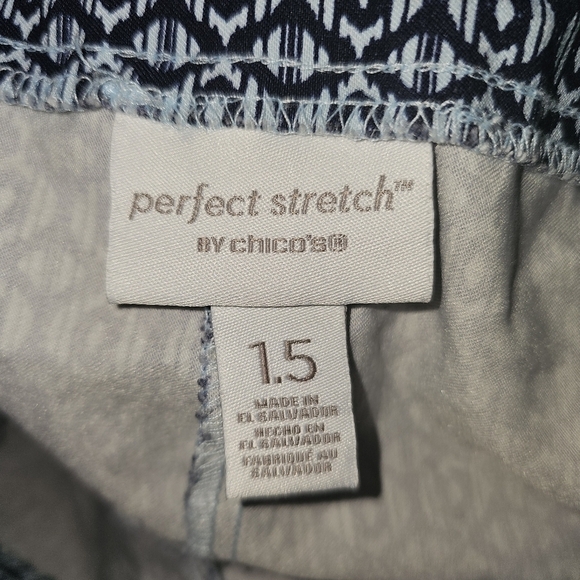 perfect stretch™
BY chico's®
1.5
MADE IN
EL SALVADOR
HECHO EN
EL SALVADOR
FABRIQUÉ AU
SALVADOR